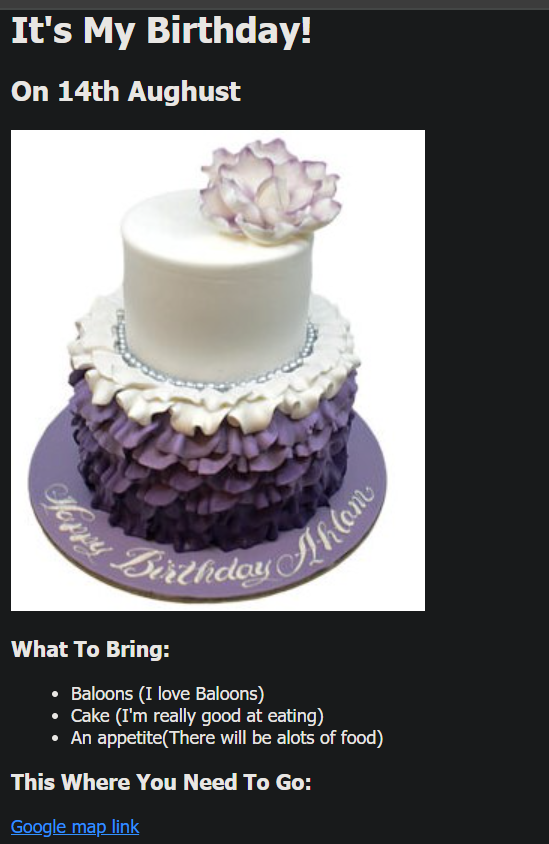 It's My Birthday!
On 14th Aughust
Happy Birthday Ahlam
What To Bring:
Baloons (I love Baloons)
Cake (I'm really good at eating)
An appetite(There will be alots of food)
This Where You Need To Go:
Google map link